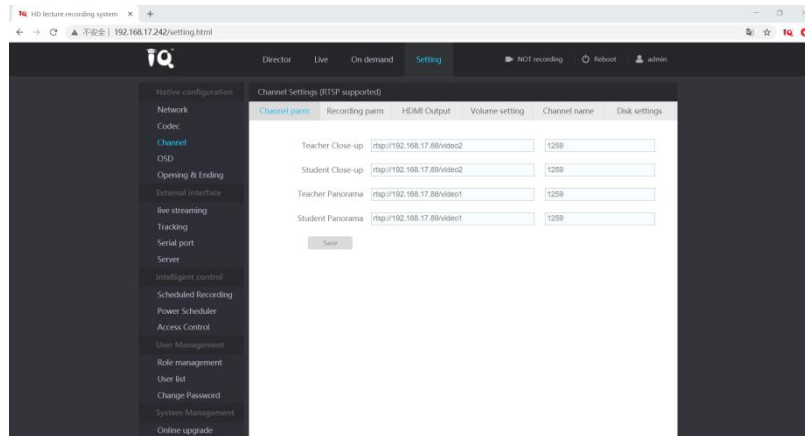 HD lecture recording system
不安全 | 192.168.17.242/setting.html
IQ
Director Live On demand Setting NOT recording Reboot admin
Native configuration
Network
Codec
Channel
OSD
Opening & Ending
External Interface
live streaming
Tracking
Serial port
Server
Intelligent control
Scheduled Recording
Power Scheduler
Access Control
User Management
Role management
User list
Change Password
System Management
Online upgrade
Channel Settings (RTSP supported)
Channel parm Recording parm HDMI Output Volume setting Channel name Disk settings
Teacher Close-up rtsp://192.168.17.88/video2 1259
Student Close-up rtsp://192.168.17.89/video2 1259
Teacher Panorama rtsp://192.168.17.88/video1 1259
Student Panorama rtsp://192.168.17.89/video1 1259
Save